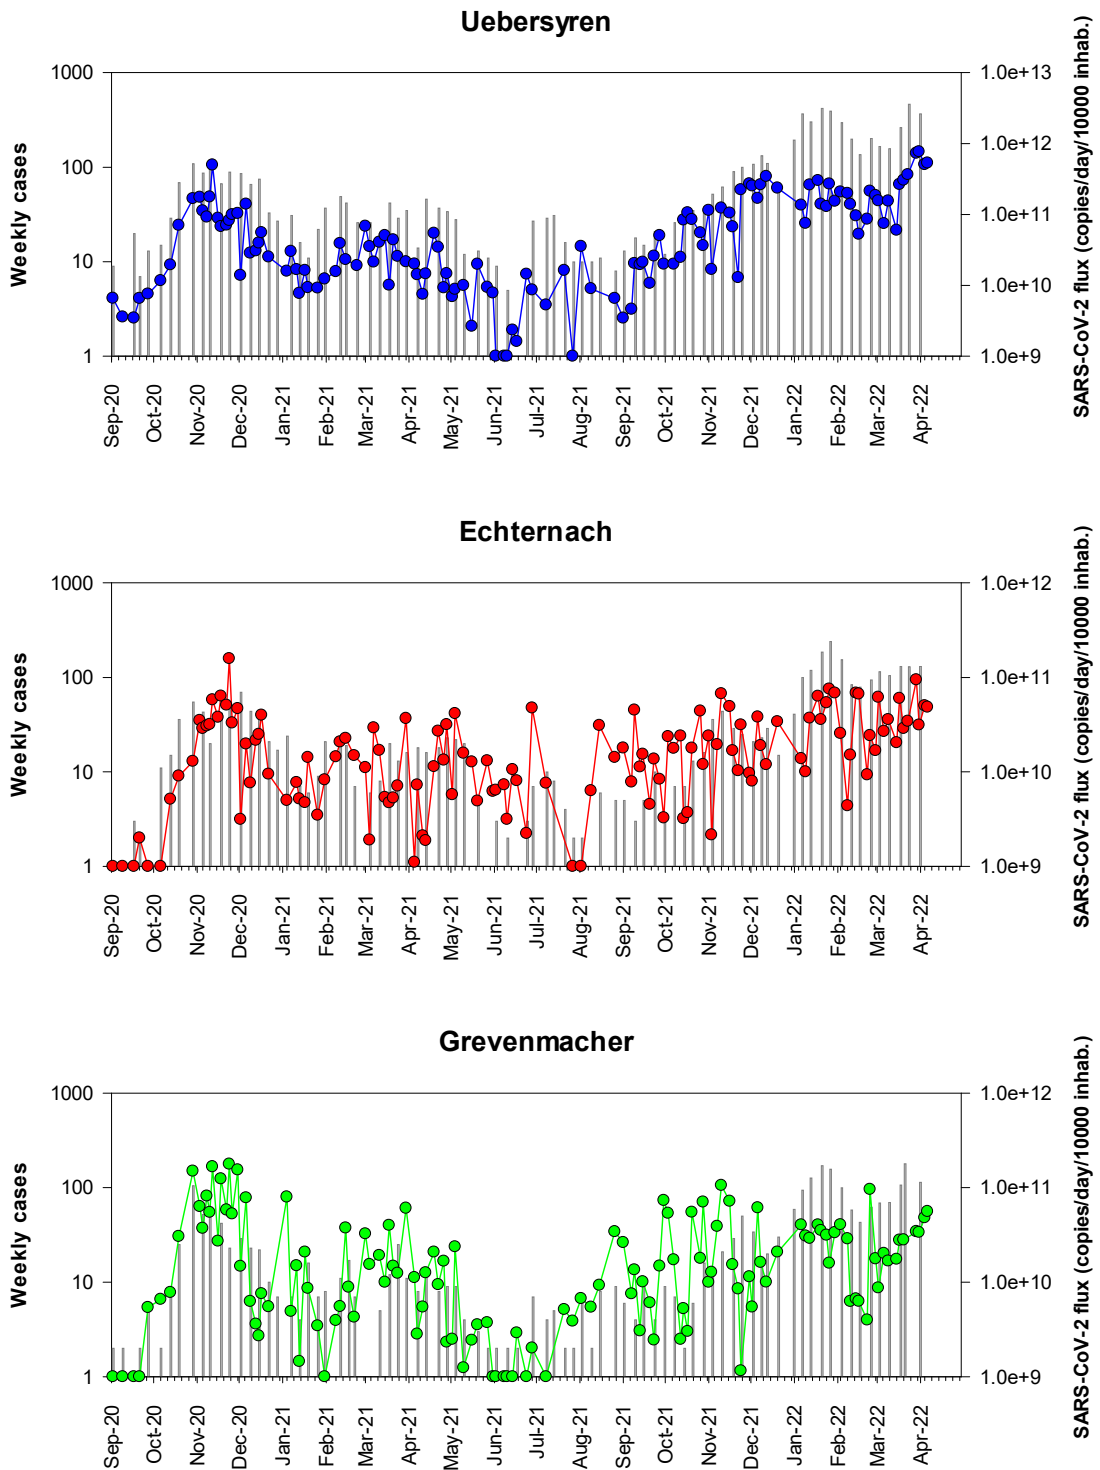 Uebersyren
Weekly cases
1000
100
10
1
1.0e+13
1.0e+12
1.0e+11
1.0e+10
1.0e+9
SARS-CoV-2 flux (copies/day/10000 inhab.)
Sep-20
Oct-20
Nov-20
Dec-20
Jan-21
Feb-21
Mar-21
Apr-21
May-21
Jun-21
Jul-21
Aug-21
Sep-21
Oct-21
Nov-21
Dec-21
Jan-22
Feb-22
Mar-22
Apr-22
Echternach
Weekly cases
1000
100
10
1
1.0e+12
1.0e+11
1.0e+10
1.0e+9
SARS-CoV-2 flux (copies/day/10000 inhab.)
Sep-20
Oct-20
Nov-20
Dec-20
Jan-21
Feb-21
Mar-21
Apr-21
May-21
Jun-21
Jul-21
Aug-21
Sep-21
Oct-21
Nov-21
Dec-21
Jan-22
Feb-22
Mar-22
Apr-22
Grevenmacher
Weekly cases
1000
100
10
1
1.0e+12
1.0e+11
1.0e+10
1.0e+9
SARS-CoV-2 flux (copies/day/10000 inhab.)
Sep-20
Oct-20
Nov-20
Dec-20
Jan-21
Feb-21
Mar-21
Apr-21
May-21
Jun-21
Jul-21
Aug-21
Sep-21
Oct-21
Nov-21
Dec-21
Jan-22
Feb-22
Mar-22
Apr-22